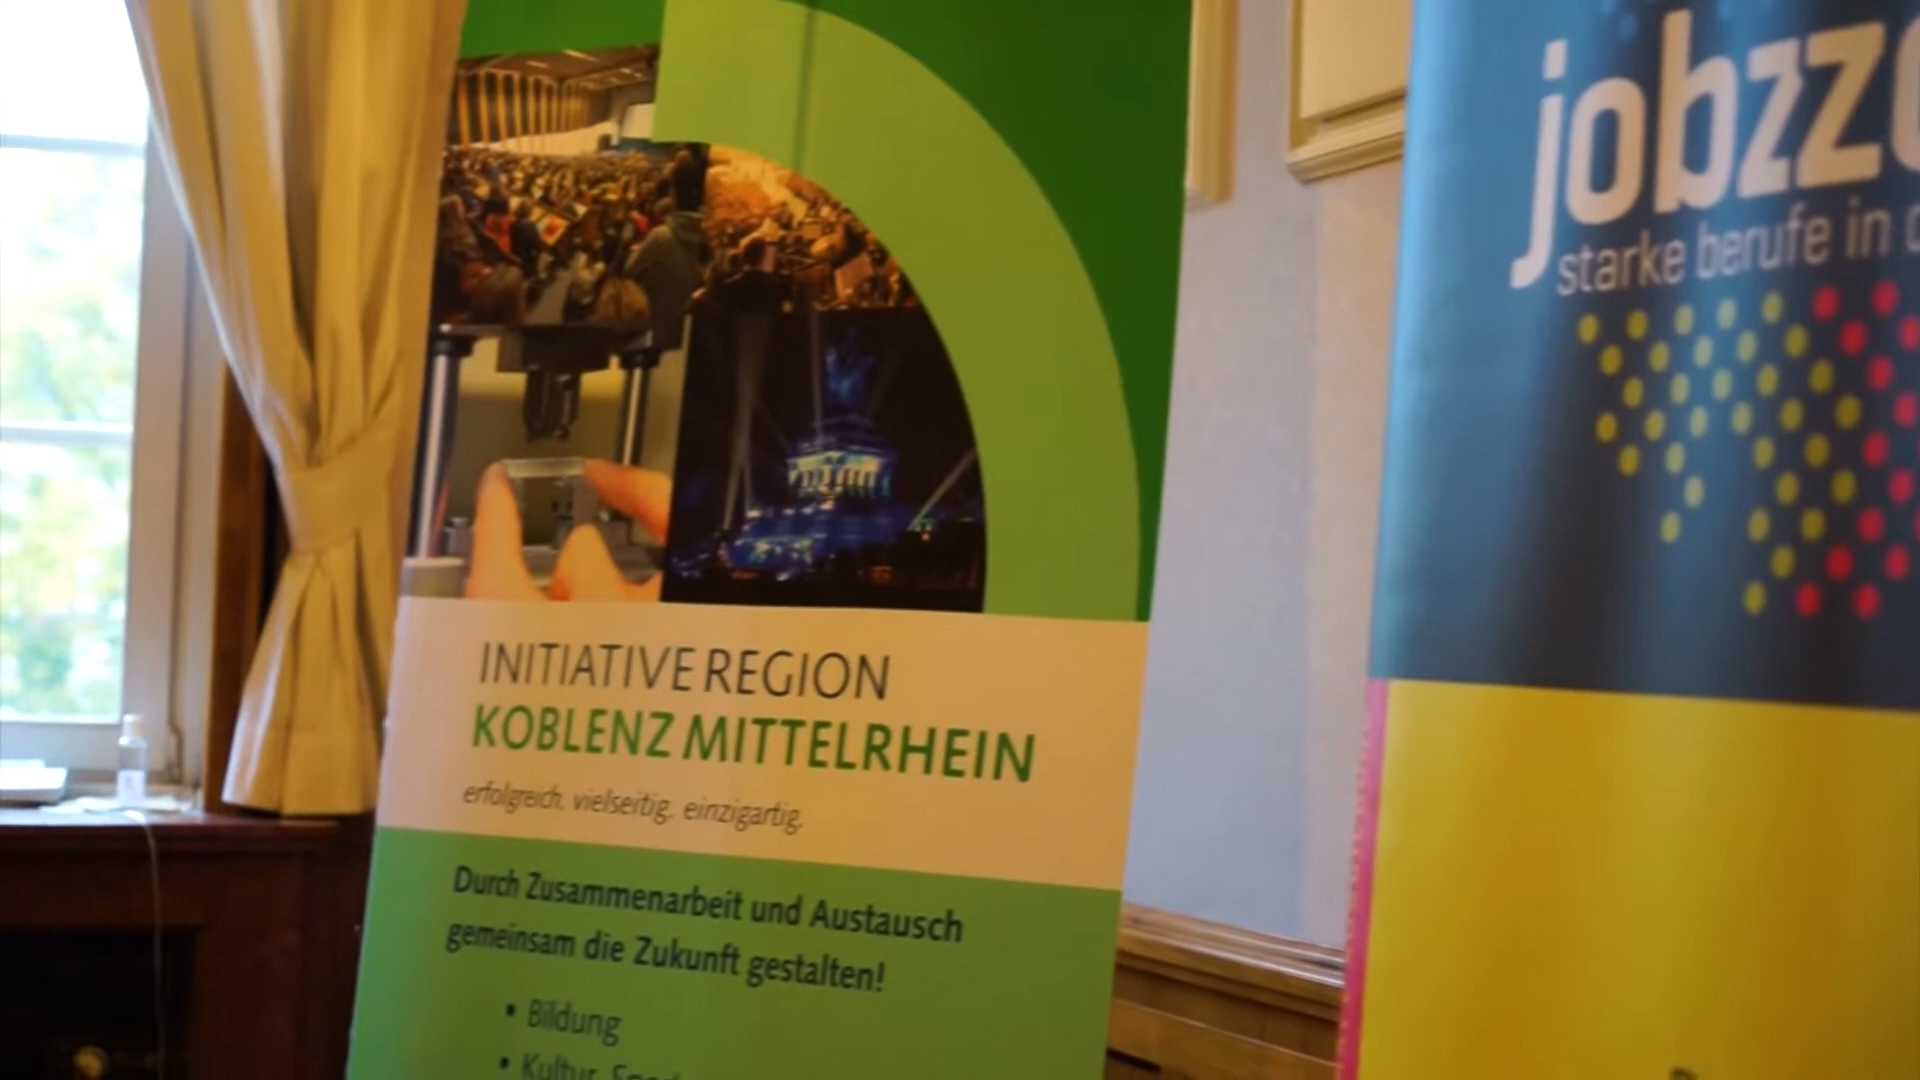 INITIATIVE REGION
KOBLENZ MITTELRHEIN
erfolgreich. vielseitig. einzigartig.
Durch Zusammenarbeit und Austausch
gemeinsam die Zukunft gestalten!
• Bildung
• Kultur,
jobzz
starke berufe in